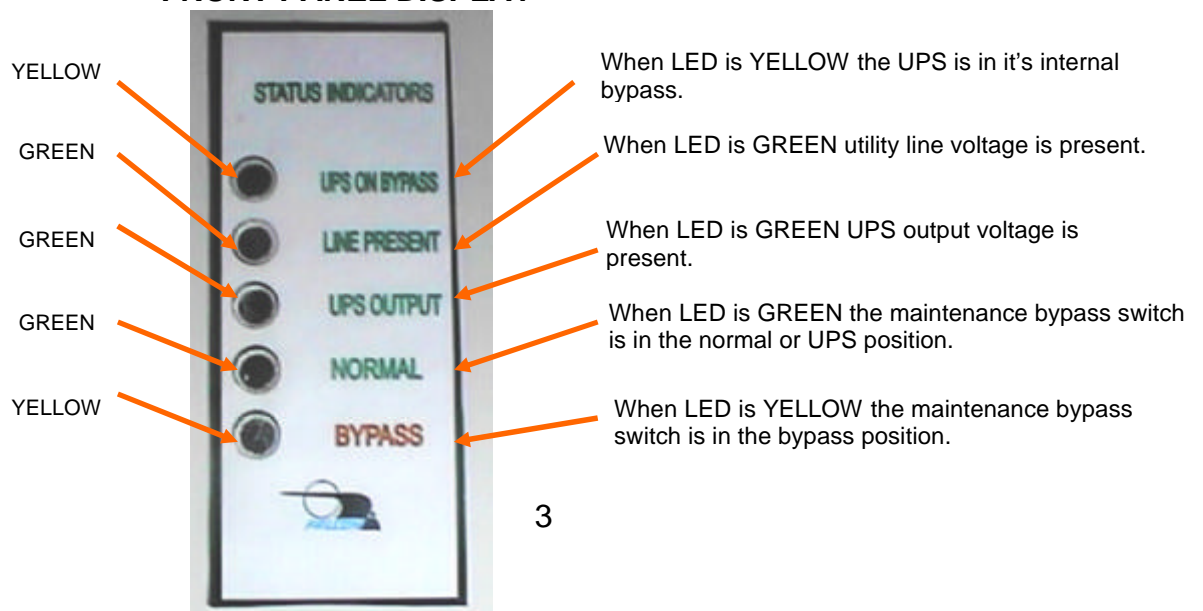 FRONT PANEL DISPLAY
YELLOW
When LED is YELLOW the UPS is in it's internal
bypass.
STATUS INDICATORS
GREEN
When LED is GREEN utility line voltage is present.
UPS ON BYPASS
GREEN
LINE PRESENT
When LED is GREEN UPS output voltage is
present.
UPS OUTPUT
GREEN
When LED is GREEN the maintenance bypass switch
is in the normal or UPS position.
NORMAL
YELLOW
When LED is YELLOW the maintenance bypass
switch is in the bypass position.
BYPASS
3